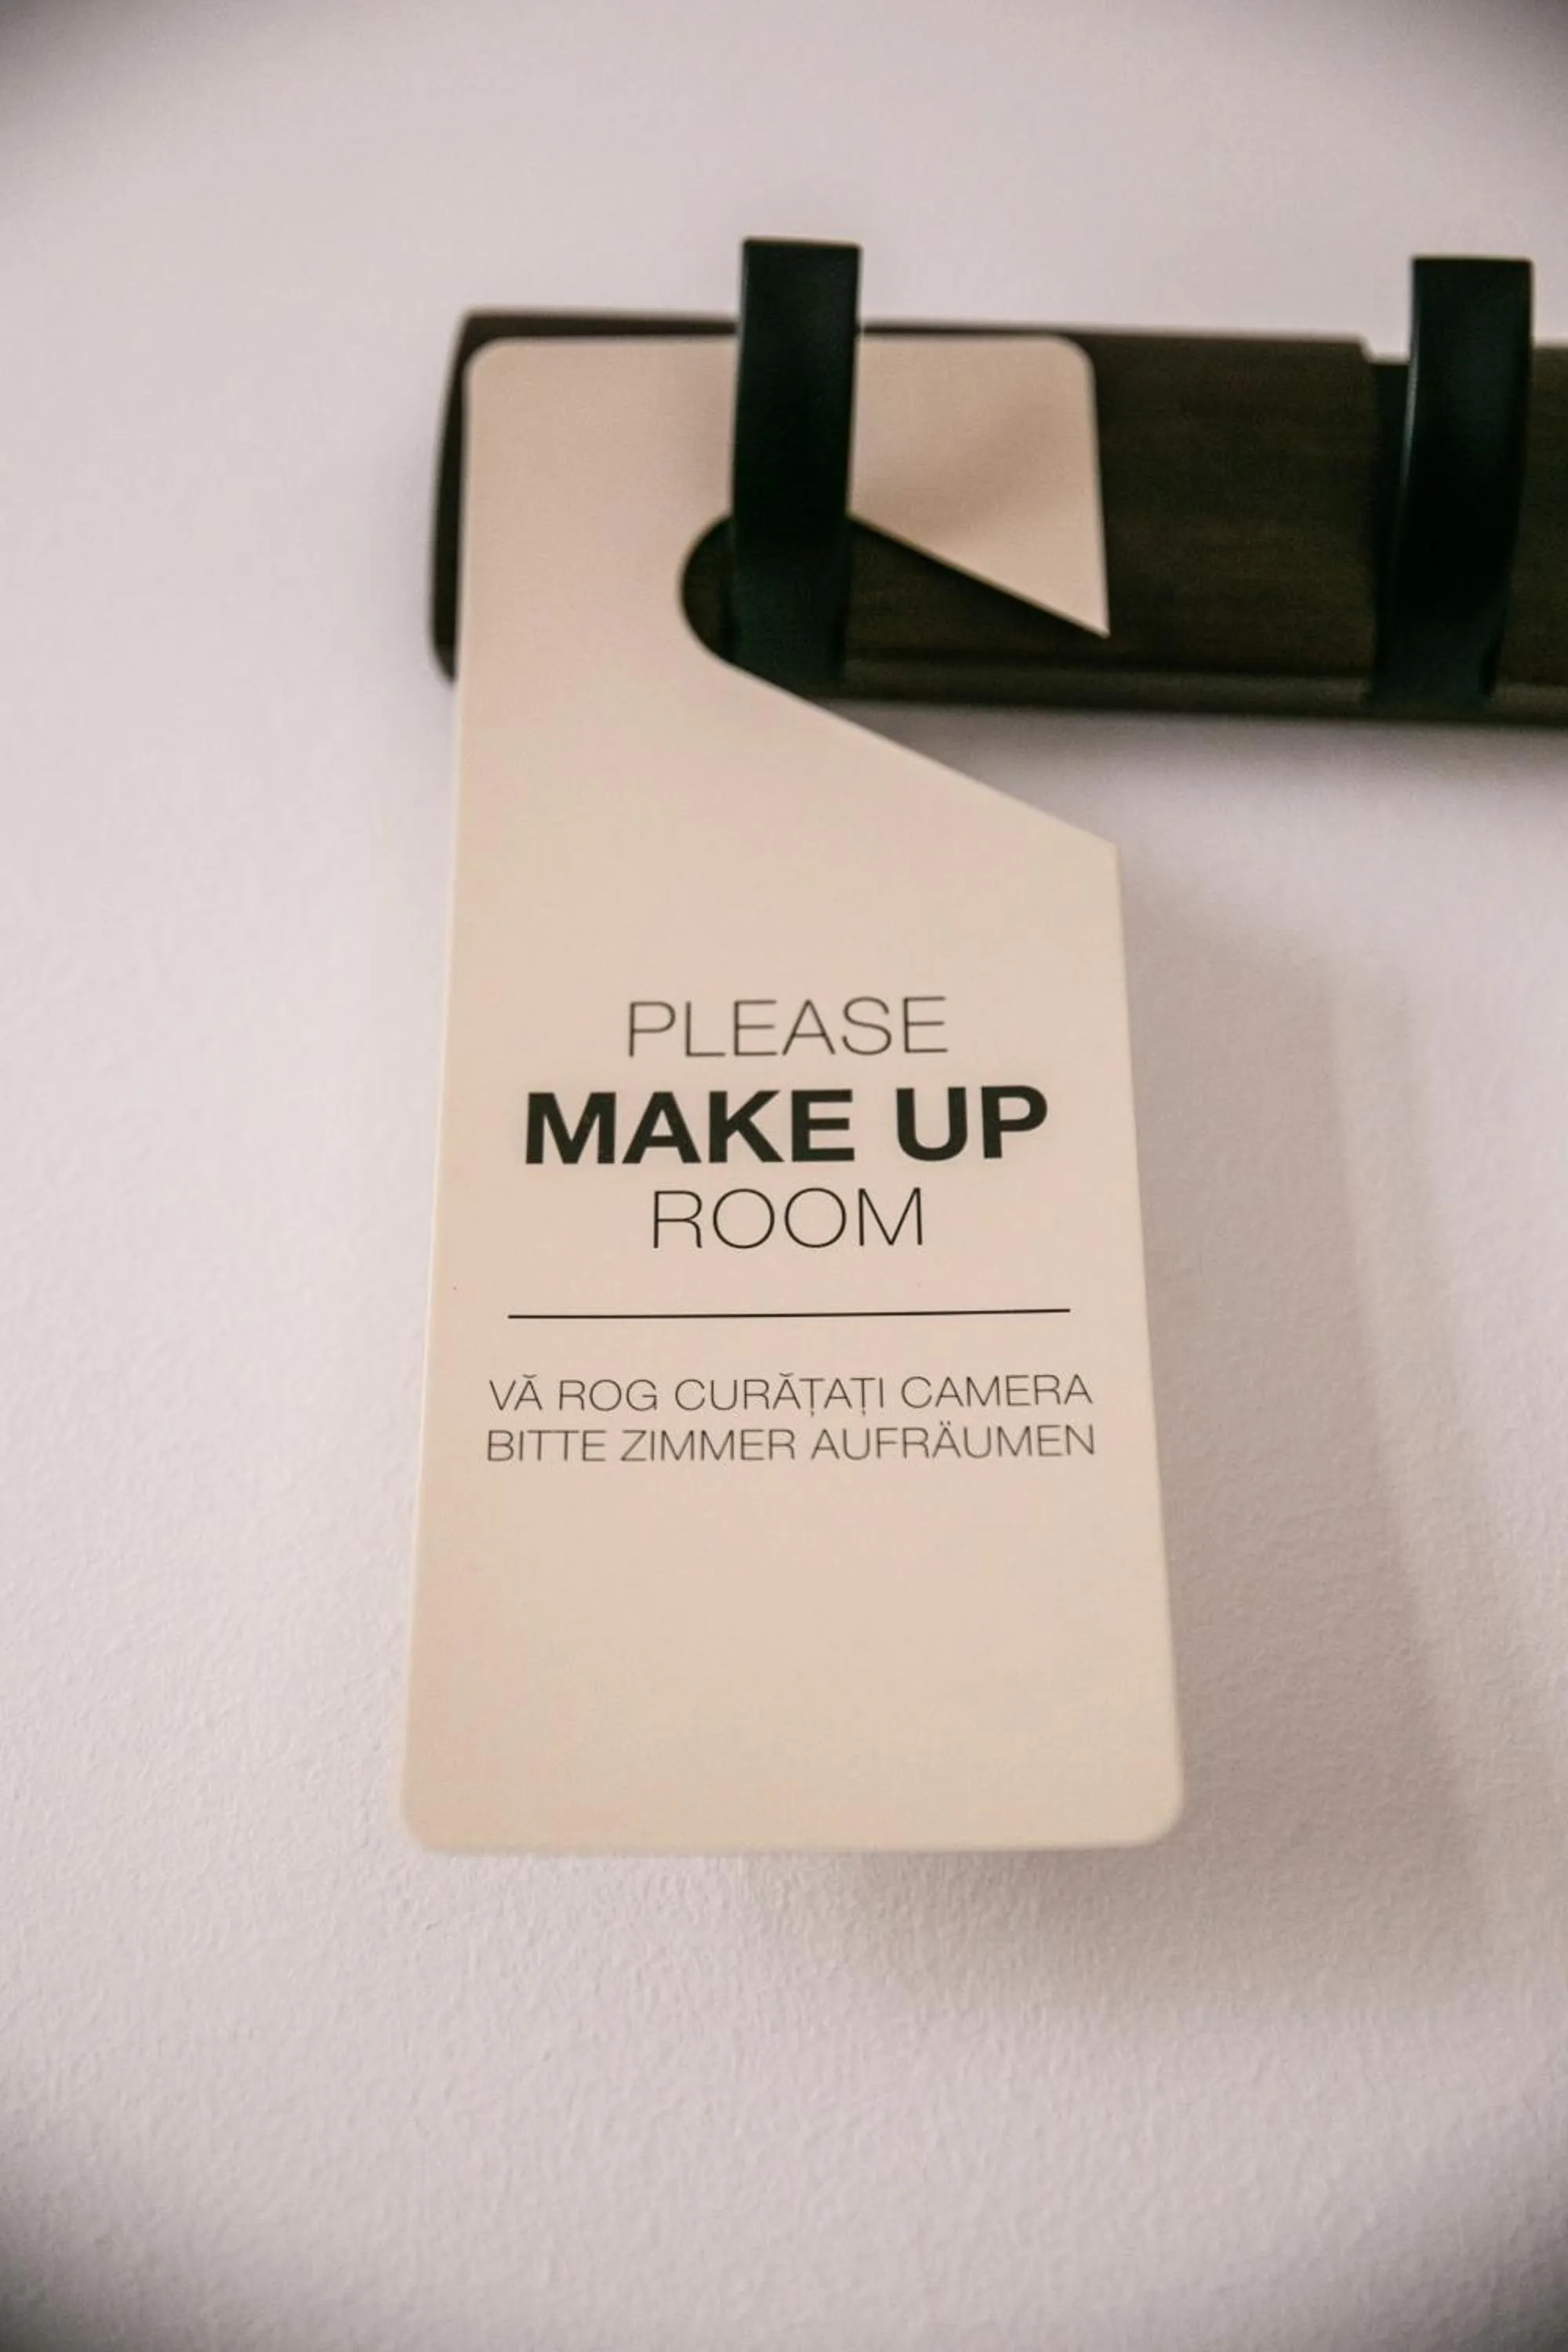 PLEASE
MAKE UP
ROOM
VĂ ROG CURĂȚAȚI CAMERA
BITTE ZIMMER AUFRÄUMEN